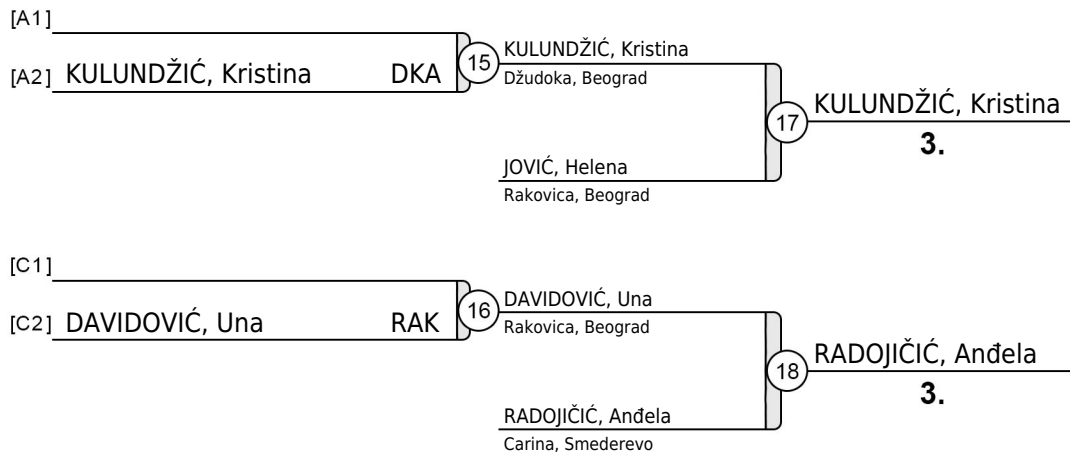 [A1]
[A2] KULUNDŽIĆ, Kristina DKA
15
KULUNDŽIĆ, Kristina
Džudoka, Beograd
17
KULUNDŽIĆ, Kristina
3.
JOVIĆ, Helena
Rakovica, Beograd
[C1]
[C2] DAVIDOVIĆ, Una RAK
16
DAVIDOVIĆ, Una
Rakovica, Beograd
18
RADOJIČIĆ, Anđela
3.
RADOJIČIĆ, Anđela
Carina, Smederevo